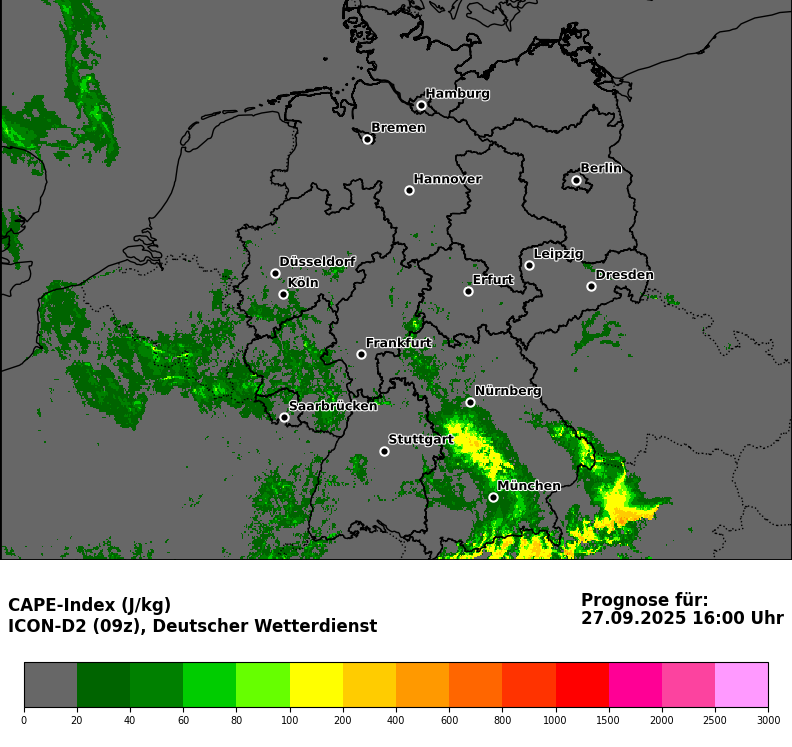 Hamburg
Bremen
Berlin
Hannover
Leipzig
Düsseldorf
Dresden
Köln
Erfurt
Frankfurt
Nürnberg
Saarbrücken
Stuttgart
München
CAPE-Index (J/kg)
ICON-D2 (09z), Deutscher Wetterdienst
Prognose für:
27.09.2025 16:00 Uhr
0 20 40 60 80 100 200 400 600 800 1000 1500 2000 2500 3000